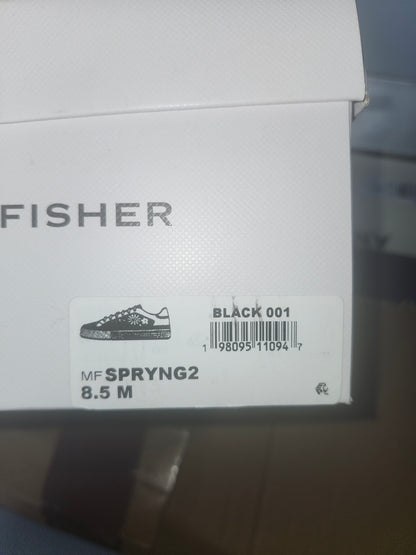 FISHER
BLACK 001
1 98095 11094 7
MF SPRYNG2
8.5 M